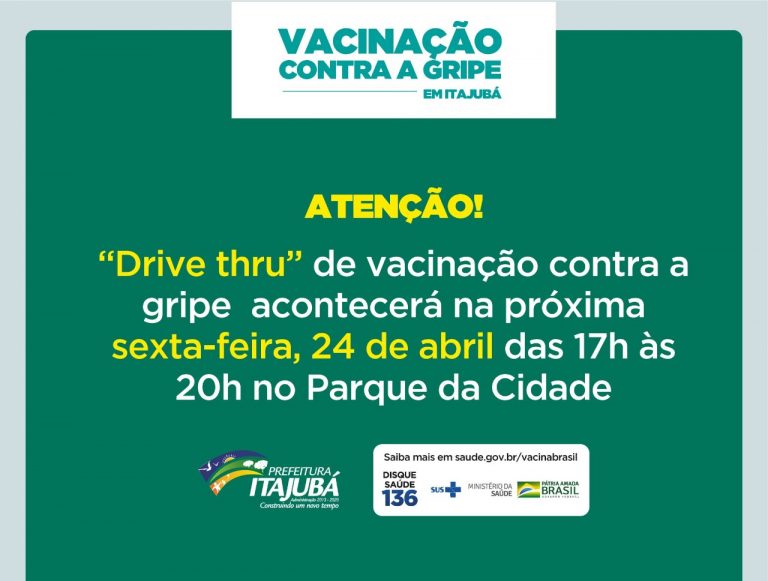 VACINAÇÃO
CONTRA A GRIPE
EM ITAJUBÁ
ATENÇÃO!
“Drive thru” de vacinação contra a
gripe acontecerá na próxima
sexta-feira, 24 de abril das 17h às
20h no Parque da Cidade
PREFEITURA
ITAJUBÁ
Construindo um novo tempo
Saiba mais em saude.gov.br/vacinabrasil
DISQUE
SAÚDE
136
SUS
MINISTÉRIO DA
SAÚDE
PÁTRIA AMADA
BRASIL
GOVERNO FEDERAL